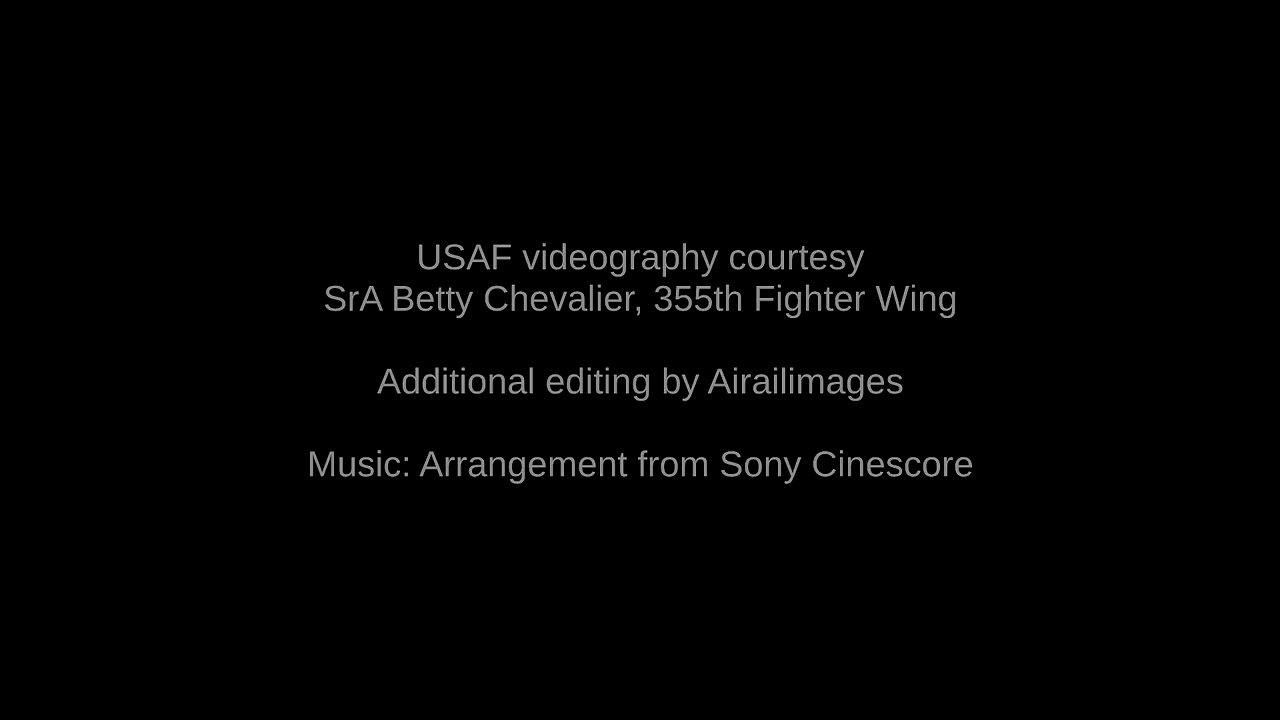 USAF videography courtesy
SrA Betty Chevalier, 355th Fighter Wing
Additional editing by Airailimages
Music: Arrangement from Sony Cinescore